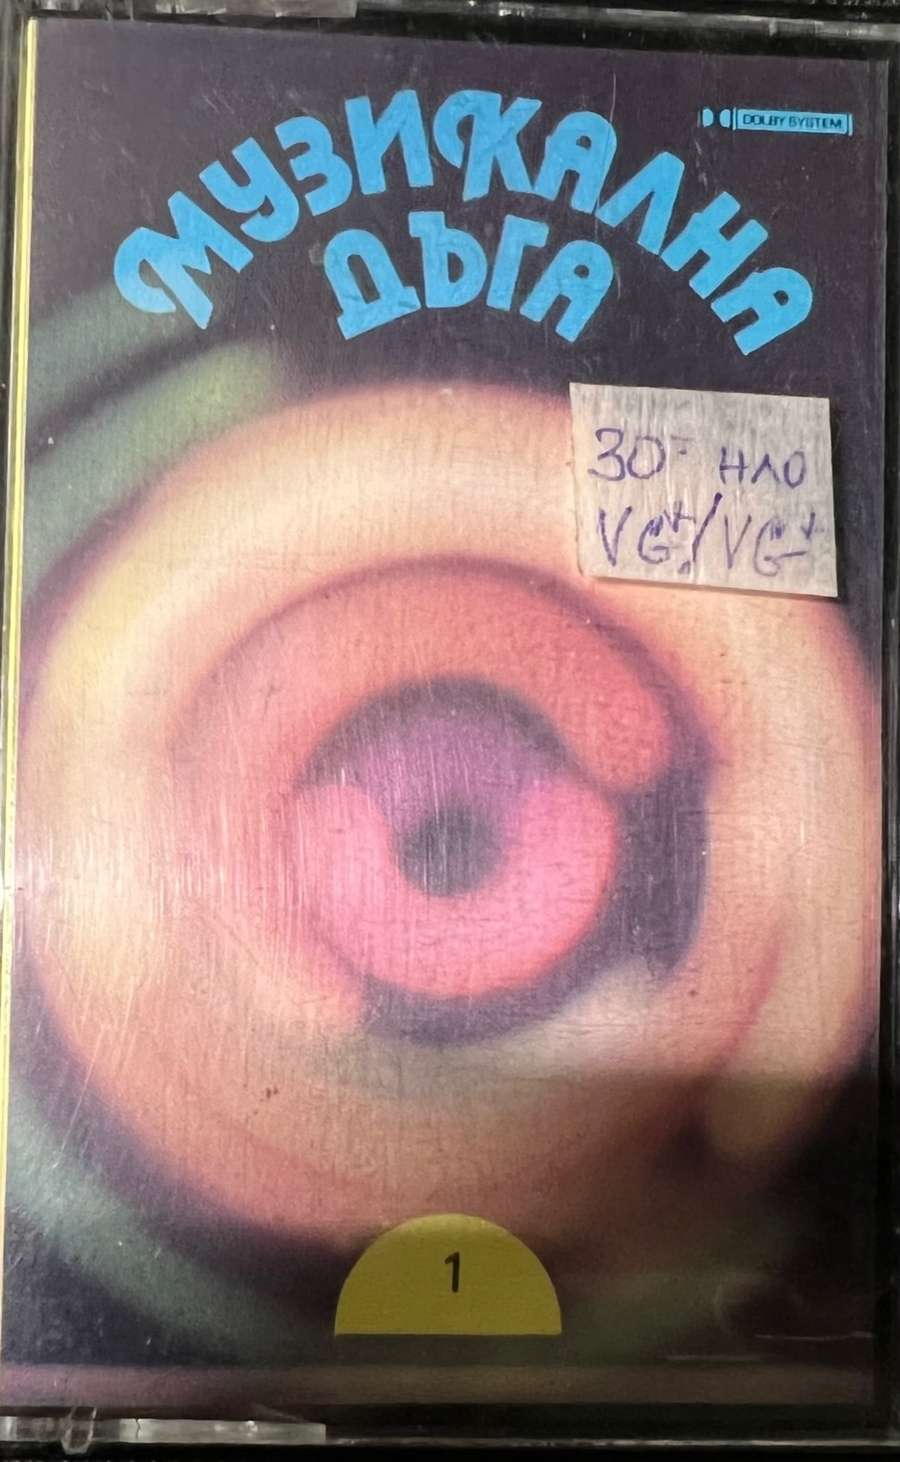 МУЗИКАЛНА
ДЪГА
DOLBY SYSTEM
30- НЛО
VG+/VG+
1